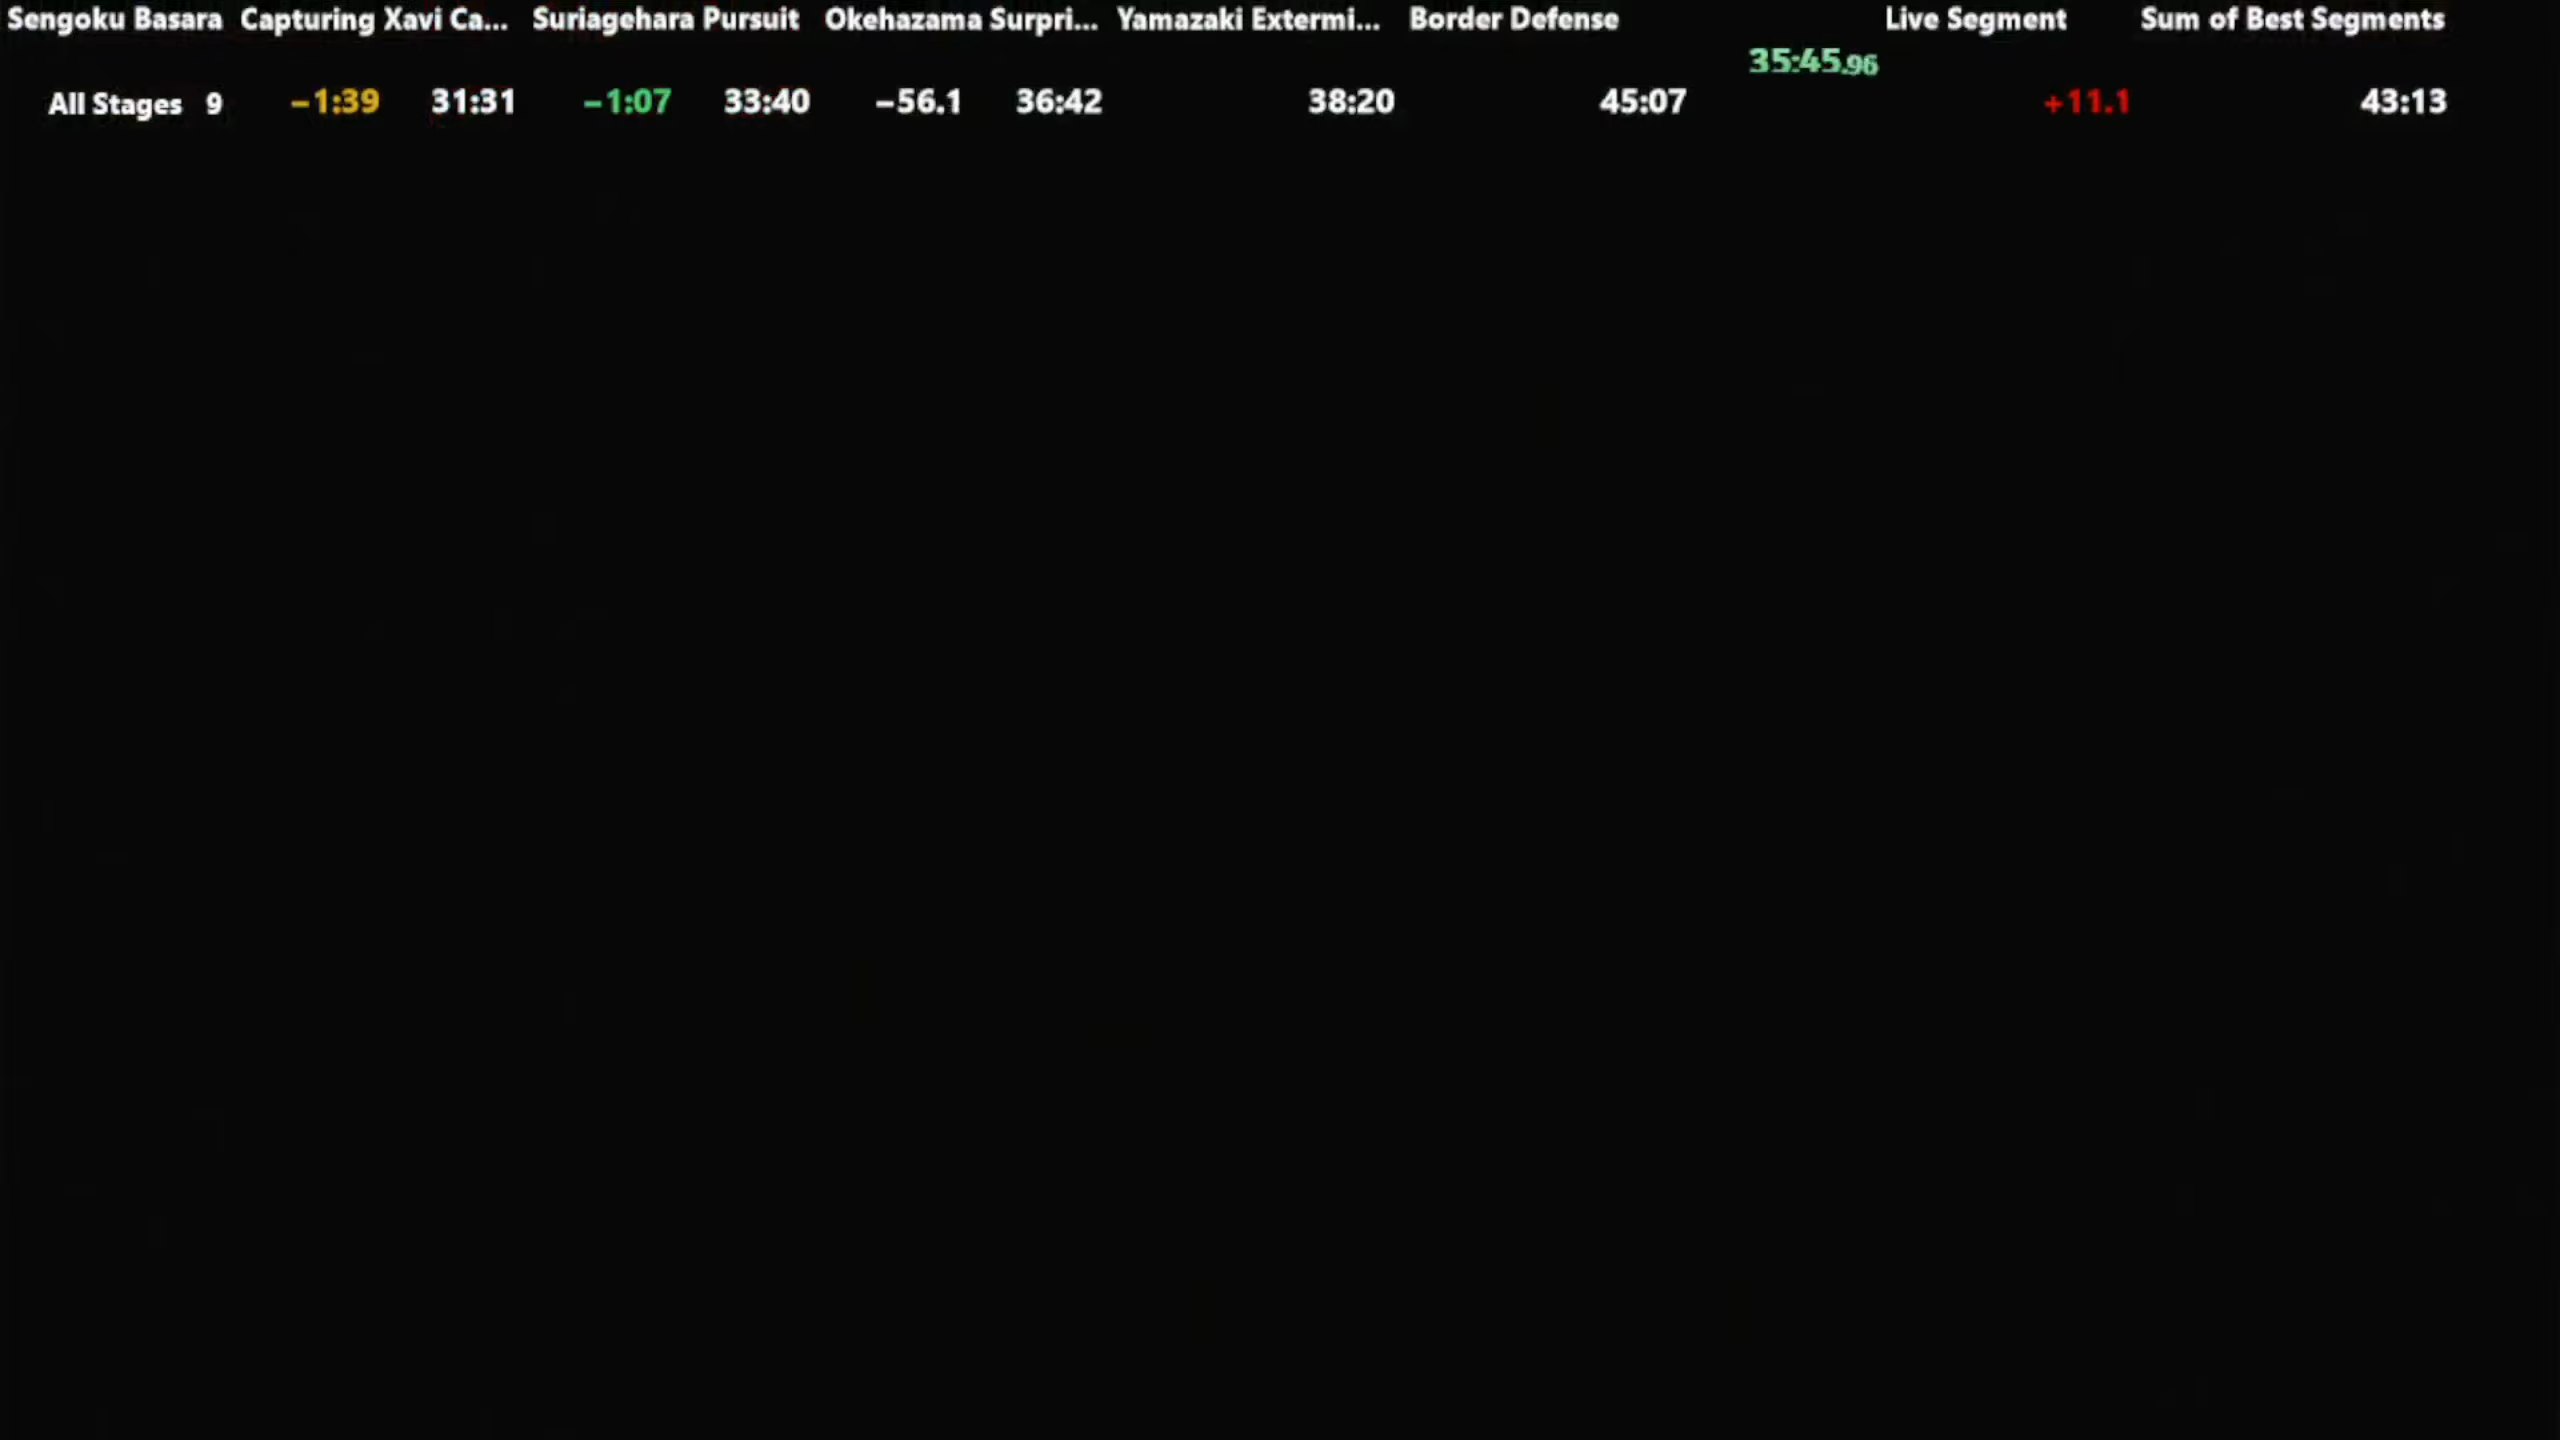 Sengoku Basara Capturing Xavi Ca... Suriagehara Pursuit Okehazama Surpri... Yamazaki Extermi... Border Defense Live Segment Sum of Best Segments
35:45.96
All Stages 9 −1:39 31:31 −1:07 33:40 −56.1 36:42 38:20 45:07 +11.1 43:13